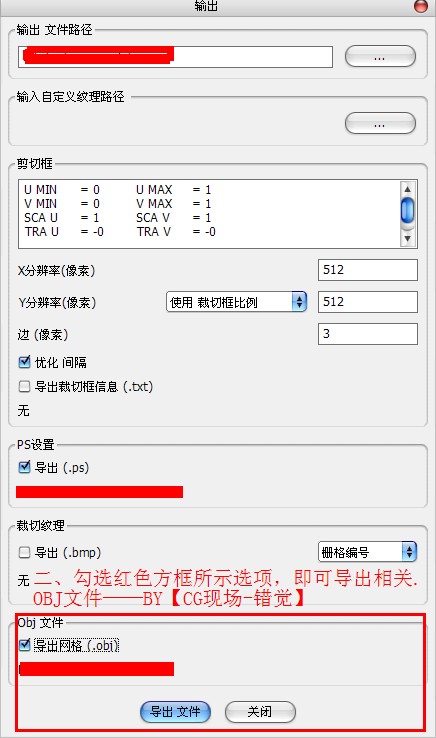 输出
输出 文件路径
...
输入自定义纹理路径
...
剪切框
U MIN = 0 U MAX = 1
V MIN = 0 V MAX = 1
SCA U = 1 SCA V = 1
TRA U = -0 TRA V = -0
X分辨率(像素) 512
Y分辨率(像素) 使用 裁切框比例 512
边 (像素) 3
优化 间隔
导出裁切框信息 (.txt)
无
PS设置
导出 (.ps)
裁切纹理
导出 (.bmp) 栅格编号
无
二、勾选红色方框所示选项，即可导出相关.
OBJ文件————BY【CG现场-错觉】
Obj 文件
导出网格 (.obj)
导出 文件 关闭